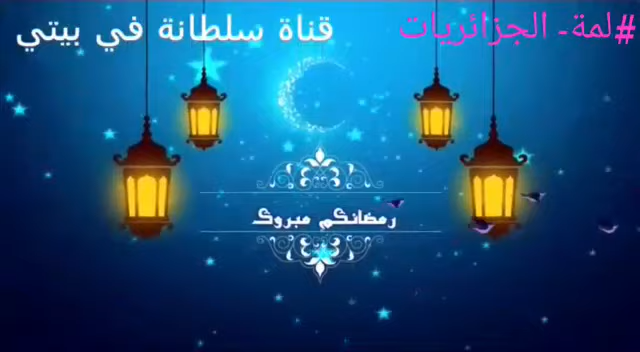 #لمة- الجزائريات
قناة سلطانة في بيتي
رمضانكم مبروك